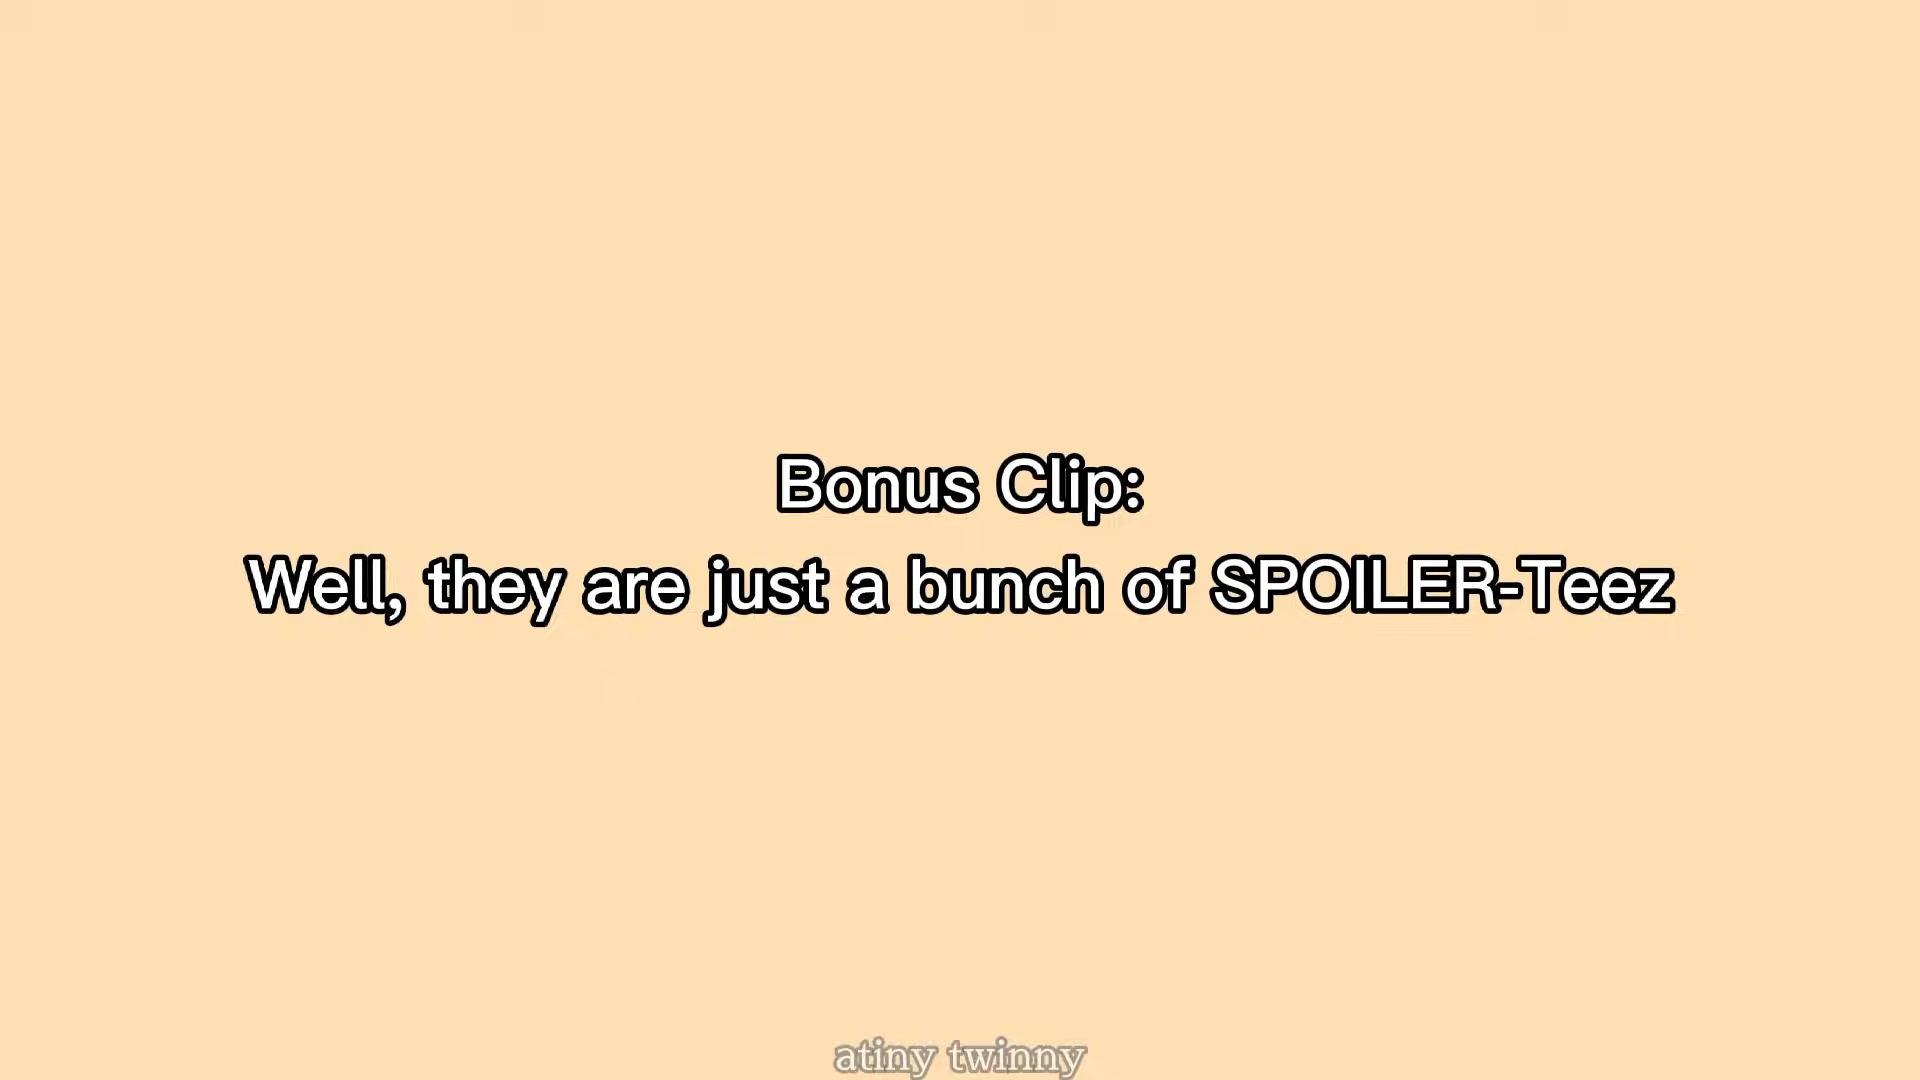 Bonus Clip:
Well, they are just a bunch of SPOILER-Teez
atiny twinny